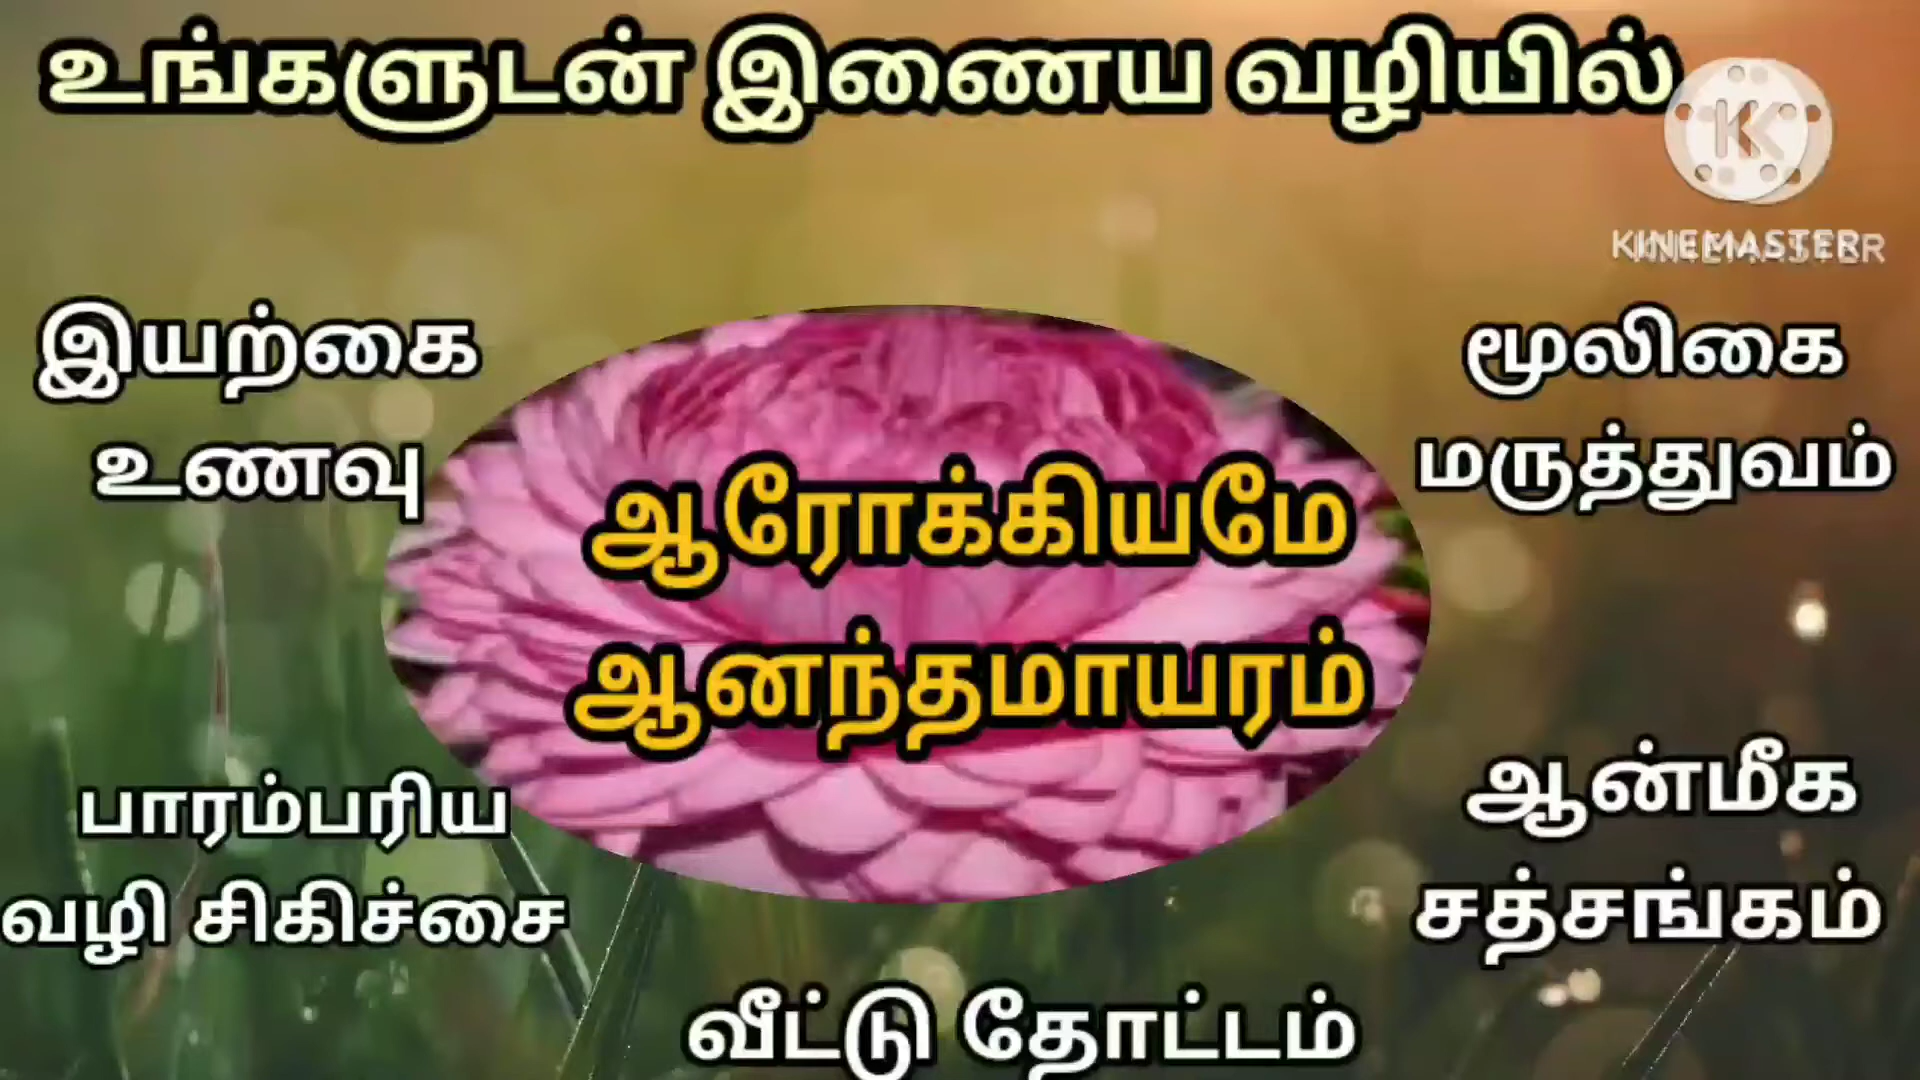 உங்களுடன் இணைய வழியில்
KINEMASTER
இயற்கை
உணவு
மூலிகை
மருத்துவம்
ஆரோக்கியமே
ஆனந்தமாயரம்
பாரம்பரிய
வழி சிகிச்சை
ஆன்மீக
சத்சங்கம்
வீட்டு தோட்டம்